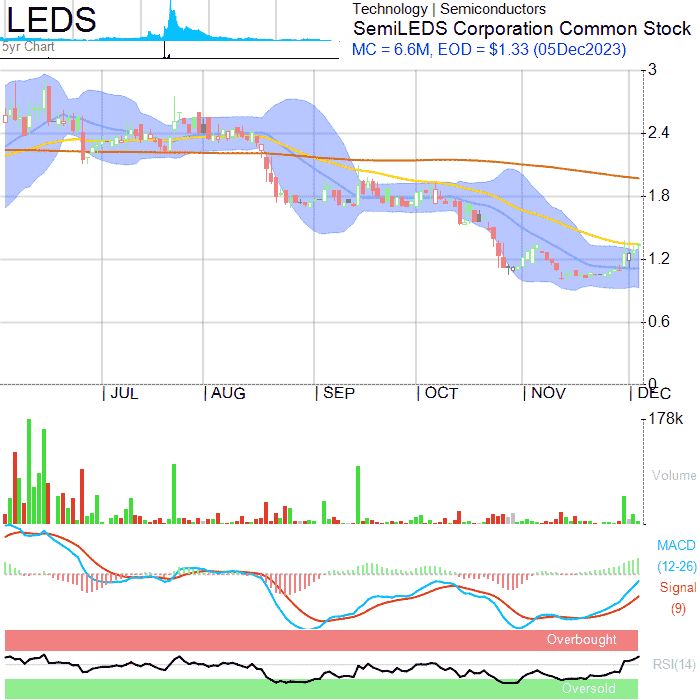 LEDS
5yr Chart
Technology | Semiconductors
SemiLEDS Corporation Common Stock
MC = 6.6M, EOD = $1.33 (05Dec2023)
3
2.4
1.8
1.2
0.6
0
| JUL | AUG | SEP | OCT | NOV | DEC
178k
Volume
MACD
(12-26)
Signal
(9)
Overbought
RSI(14)
Oversold